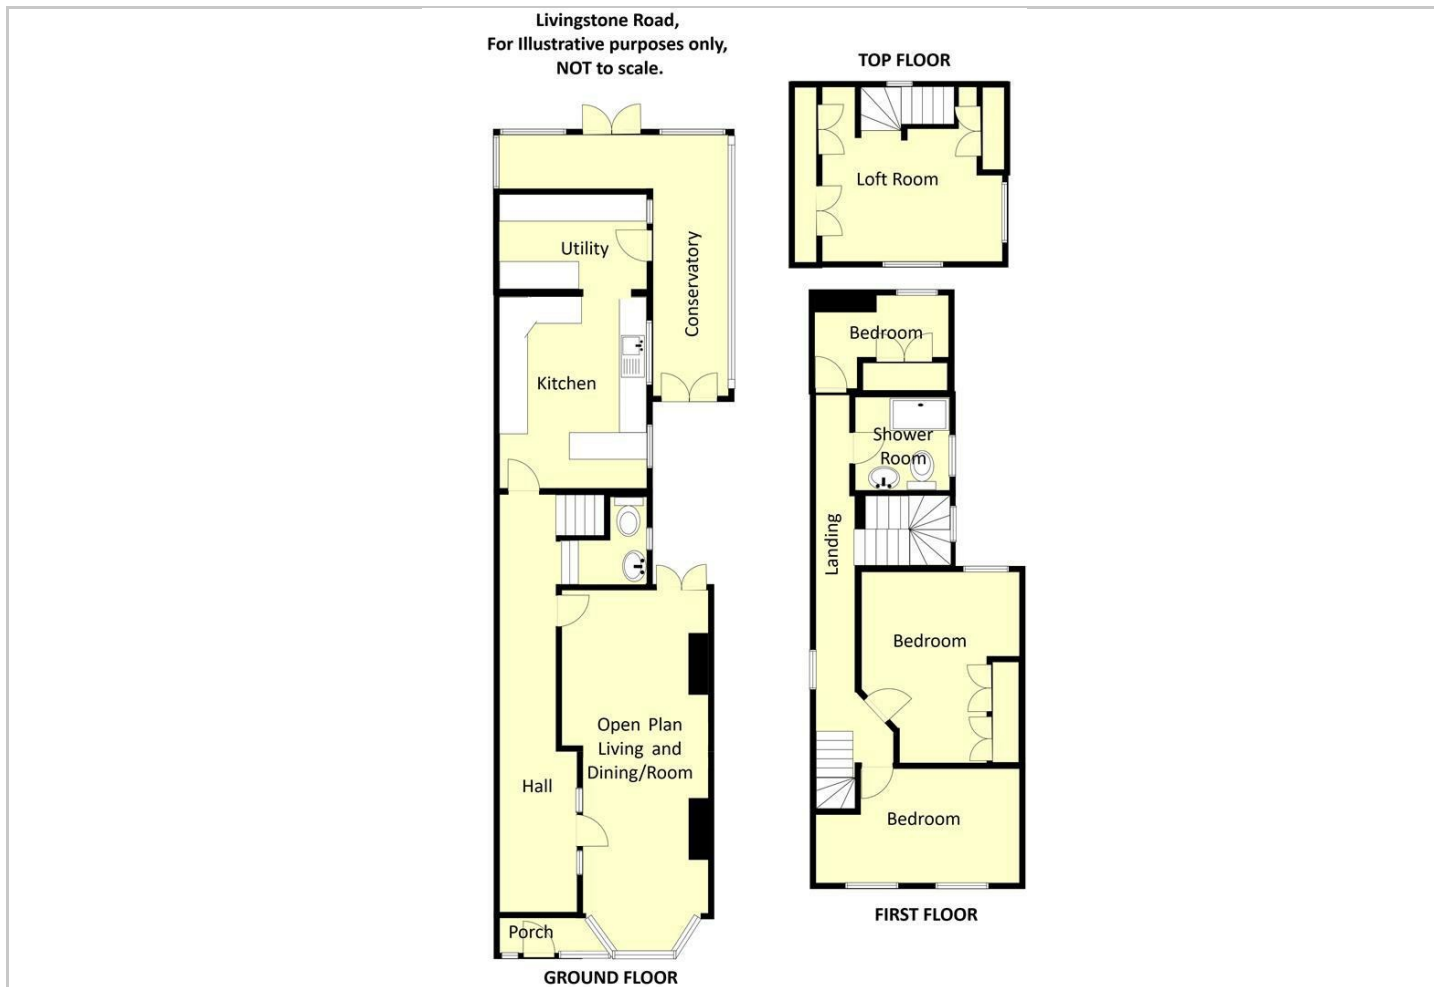 Livingstone Road,
For Illustrative purposes only,
NOT to scale.
TOP FLOOR
Loft Room
Utility
Conservatory
Kitchen
Open Plan
Living and
Dining/Room
Hall
Porch
GROUND FLOOR
Bedroom
Shower
Room
Landing
Bedroom
Bedroom
FIRST FLOOR